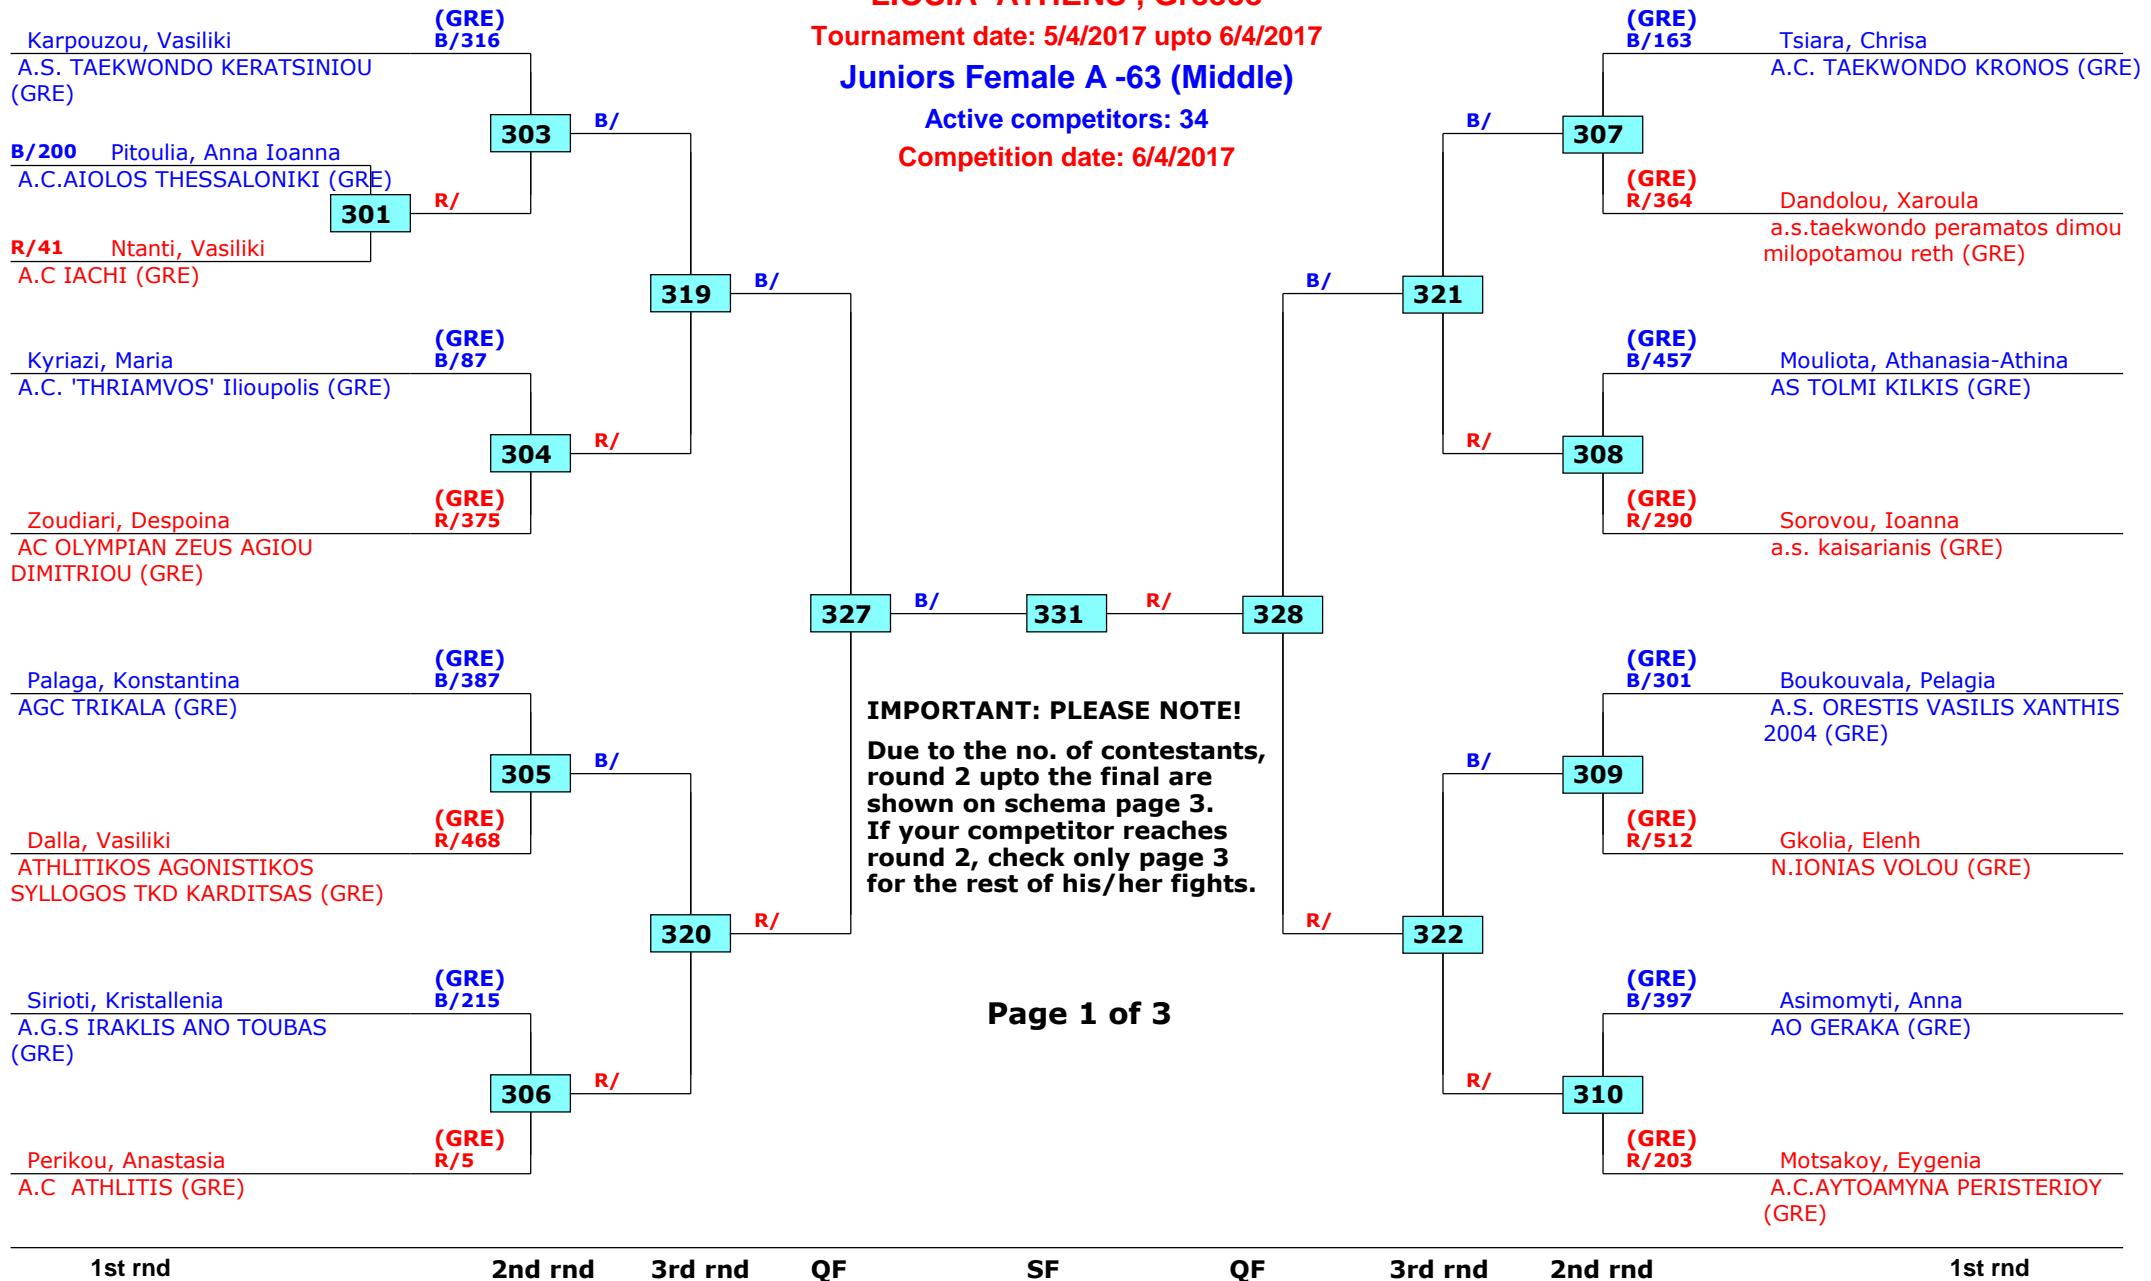 LIOSIA ATHENS , Greece
Tournament date: 5/4/2017 upto 6/4/2017
Juniors Female A -63 (Middle)
Active competitors: 34
Competition date: 6/4/2017
(GRE)
Karpouzou, Vasiliki B/316
A.S. TAEKWONDO KERATSINIOU
(GRE)
303 B/
B/200 Pitoulia, Anna Ioanna
A.C.AIOLOS THESSALONIKI (GRE)
301 R/
R/41 Ntanti, Vasiliki
A.C IACHI (GRE)
319 B/
(GRE)
Kyriazi, Maria B/87
A.C. 'THRIAMVOS' Ilioupolis (GRE)
304 R/
(GRE)
Zoudiari, Despoina R/375
AC OLYMPIAN ZEUS AGIOU
DIMITRIOU (GRE)
327 B/ 331 R/ 328
(GRE)
Palaga, Konstantina B/387
AGC TRIKALA (GRE)
305 B/
(GRE)
Dalla, Vasiliki R/468
ATHLITIKOS AGONISTIKOS
SYLLOGOS TKD KARDITSAS (GRE)
320 R/
(GRE)
Sirioti, Kristallenia B/215
A.G.S IRAKLIS ANO TOUBAS
(GRE)
306 R/
(GRE)
Perikou, Anastasia R/5
A.C ATHLITIS (GRE)
IMPORTANT: PLEASE NOTE!
Due to the no. of contestants,
round 2 upto the final are
shown on schema page 3.
If your competitor reaches
round 2, check only page 3
for the rest of his/her fights.
Page 1 of 3
(GRE)
B/163 Tsiara, Chrisa
A.C. TAEKWONDO KRONOS (GRE)
B/ 307
(GRE)
R/364 Dandolou, Xaroula
a.s.taekwondo peramatos dimou
milopotamou reth (GRE)
B/ 321
(GRE)
B/457 Mouliota, Athanasia-Athina
AS TOLMI KILKIS (GRE)
R/ 308
(GRE)
R/290 Sorovou, Ioanna
a.s. kaisarianis (GRE)
(GRE)
B/301 Boukouvala, Pelagia
A.S. ORESTIS VASILIS XANTHIS
2004 (GRE)
B/ 309
(GRE)
R/512 Gkolia, Elenh
N.IONIAS VOLOU (GRE)
R/ 322
(GRE)
B/397 Asimomyti, Anna
AO GERAKA (GRE)
R/ 310
(GRE)
R/203 Motsakoy, Eygenia
A.C.AYTOAMYNA PERISTERIOY
(GRE)
1st rnd 2nd rnd 3rd rnd QF SF QF 3rd rnd 2nd rnd 1st rnd